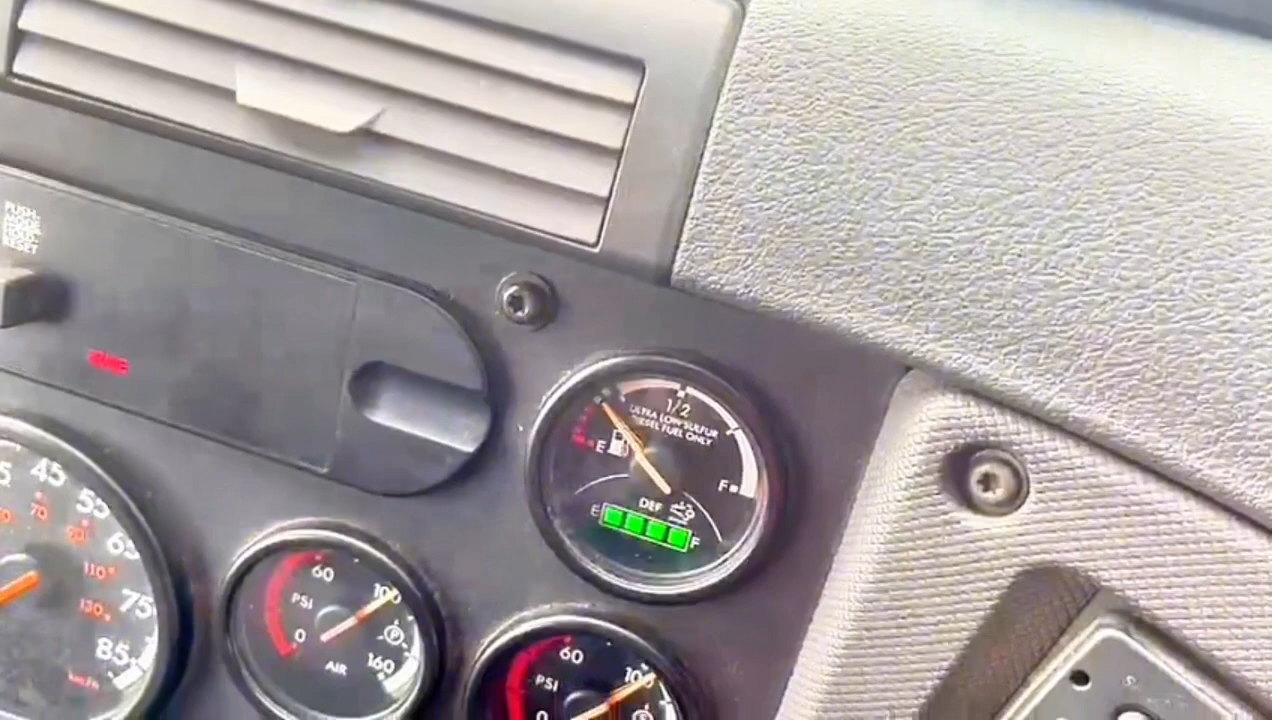 PUSH-
RESET
1/2
ULTRA LOW SULFUR
DIESEL FUEL ONLY
E
F
DEF
E
F
45
55
65
75
85
70
110
130
km/h
60
100
PSI
0
P
160
AIR
60
100
PSI
0